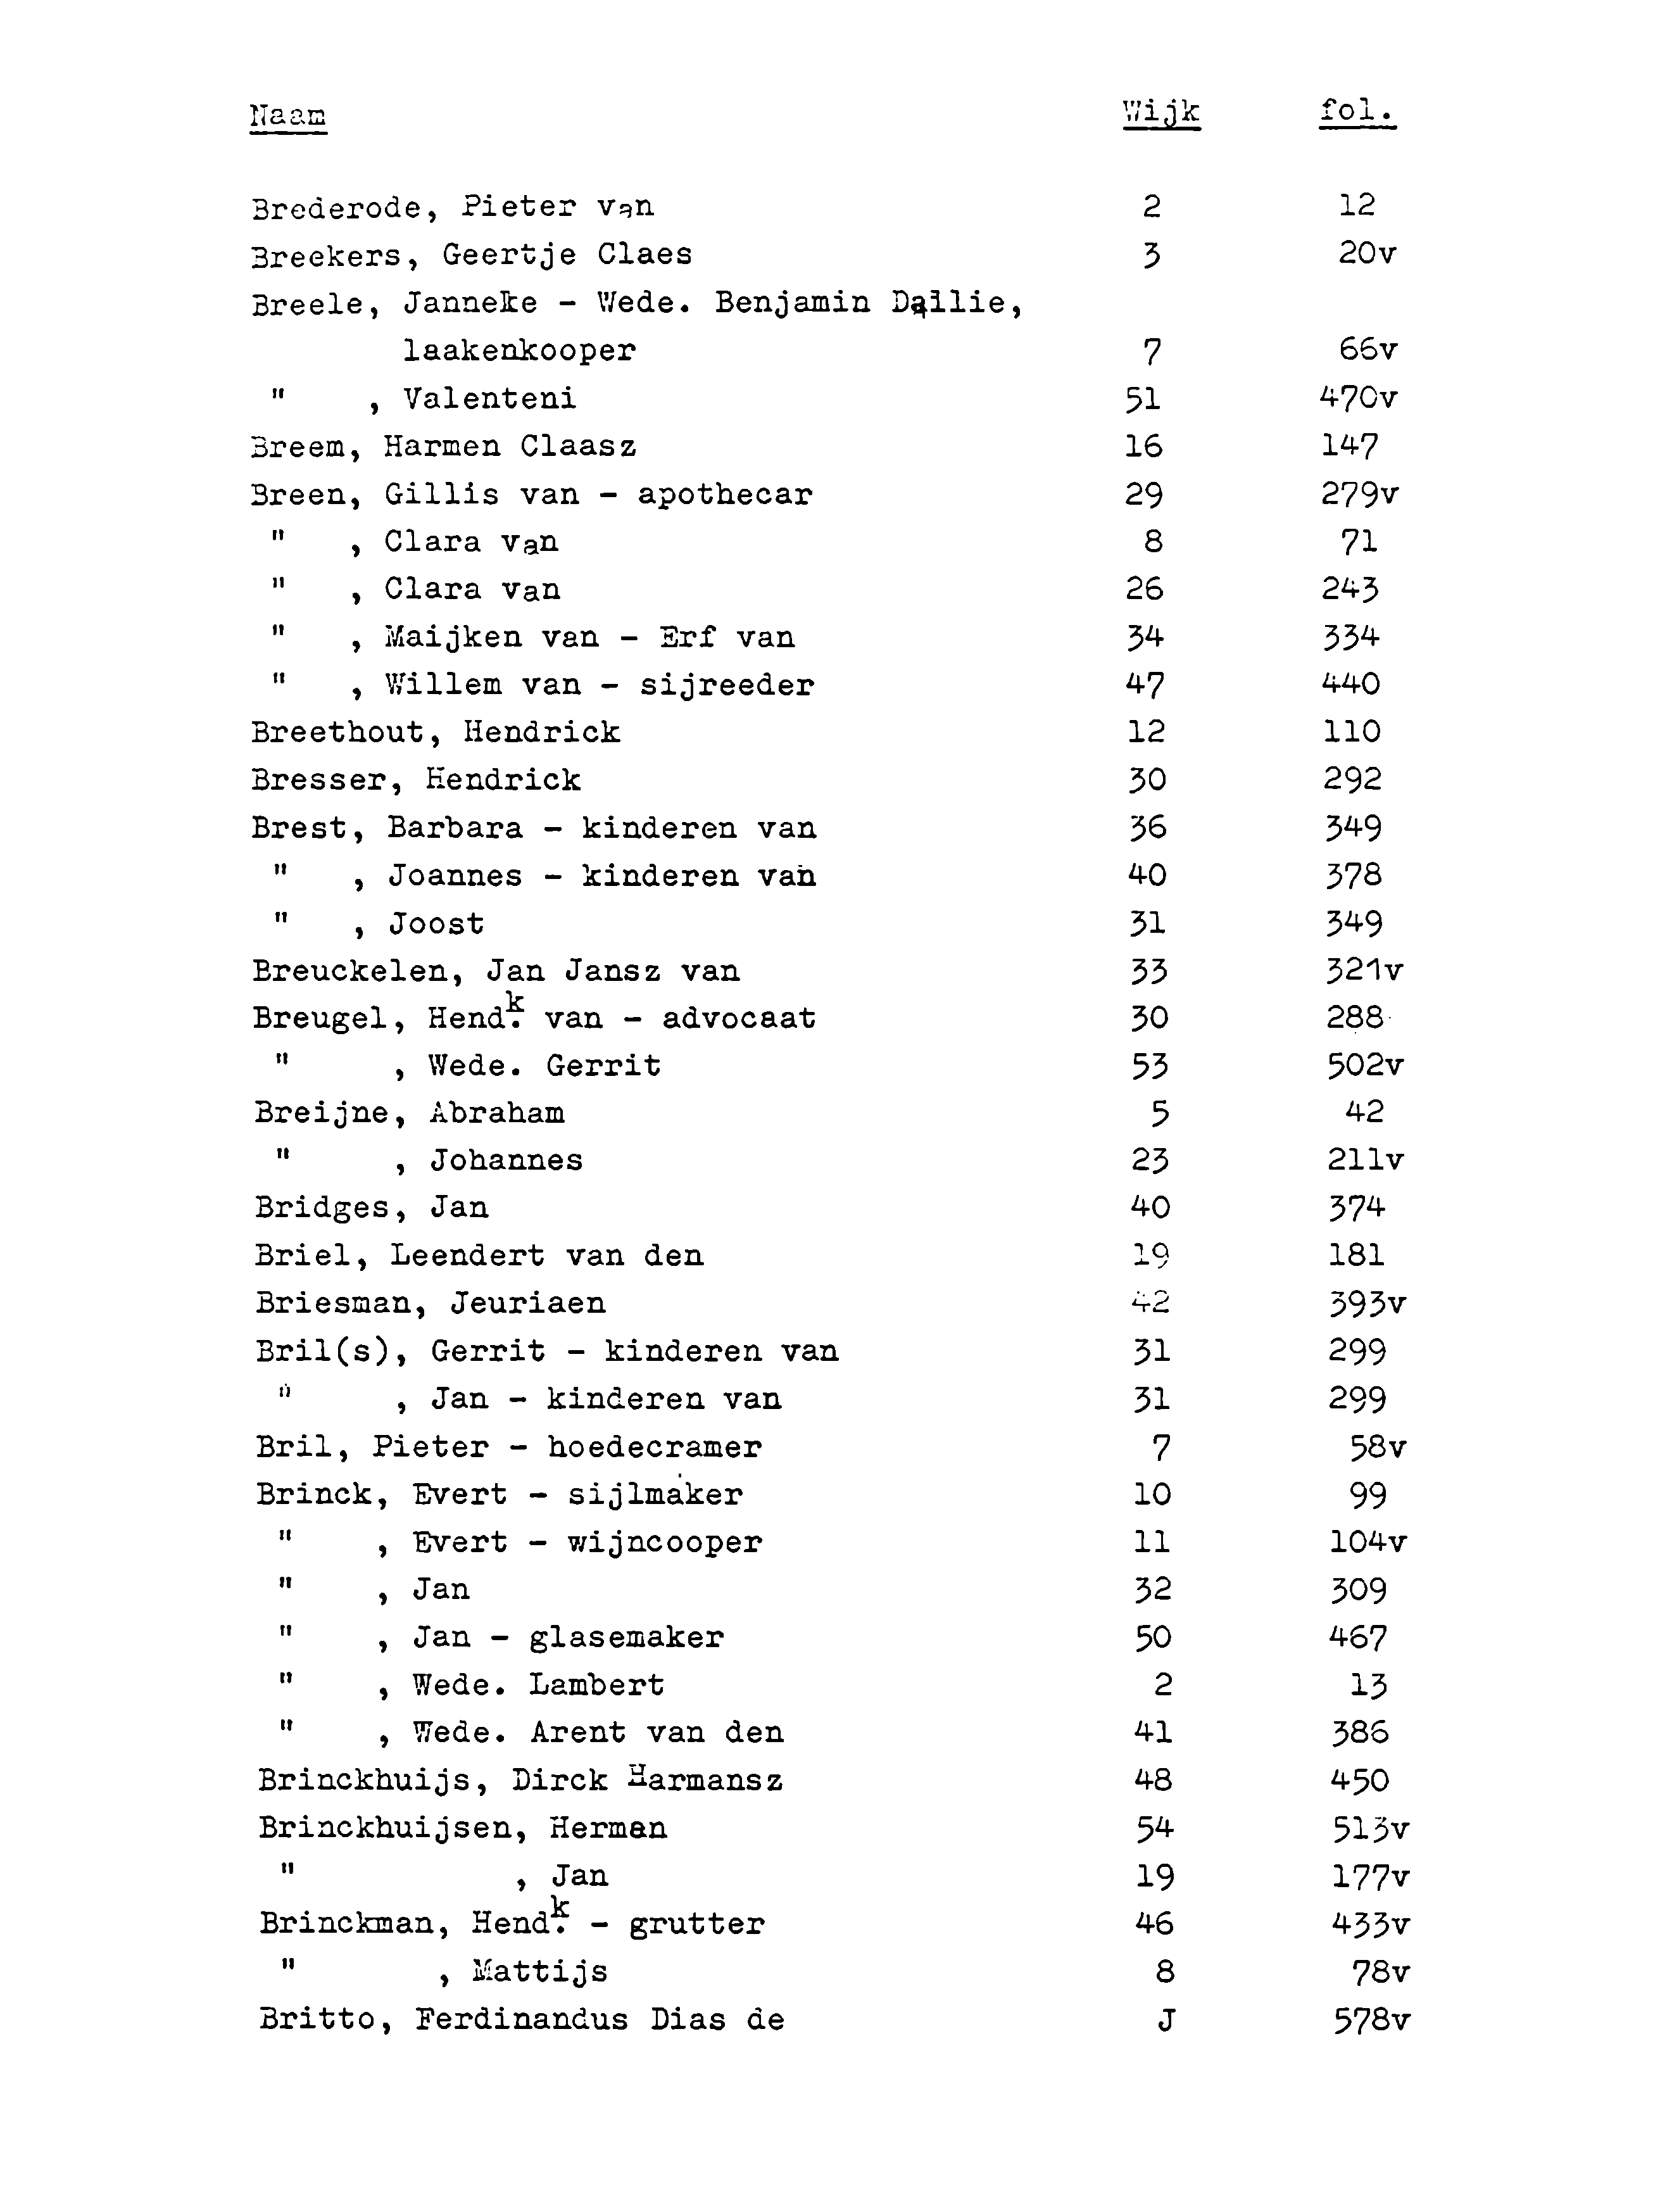 Naam Wijk fol.
Brederode, Pieter van 2 12
Breekers, Geertje Claes 3 20v
Breele, Janneke - Wede. Benjamin Dailie,
laakenkooper 7 66v
" , Valenteni 51 470v
Breem, Harmen Claasz 16 147
Breen, Gillis van - apothecar 29 279v
" , Clara van 8 71
" , Clara van 26 243
" , Maijken van - Erf van 34 334
" , Willem van - sijreeder 47 440
Breethout, Hendrick 12 110
Bresser, Hendrick 30 292
Brest, Barbara - kinderen van 36 349
" , Joannes - kinderen van 40 378
" , Joost 31 349
Breuckelen, Jan Jansz van 33 321v
Breugel, Hend.k van - advocaat 30 288
" , Wede. Gerrit 53 502v
Breijne, Abraham 5 42
" , Johannes 23 211v
Bridges, Jan 40 374
Briel, Leendert van den 19 181
Briesman, Jeuriaen 42 393v
Bril(s), Gerrit - kinderen van 31 299
" , Jan - kinderen van 31 299
Bril, Pieter - hoedecramer 7 58v
Brinck, Evert - sijlmaker 10 99
" , Evert - wijncooper 11 104v
" , Jan 32 309
" , Jan - glasemaker 50 467
" , Wede. Lambert 2 13
" , Wede. Arent van den 41 386
Brinckhuijs, Dirck Harmansz 48 450
Brinckhuijsen, Herman 54 513v
" , Jan 19 177v
Brinckman, Hend.k - grutter 46 433v
" , Mattijs 8 78v
Britto, Ferdinandus Dias de J 578v